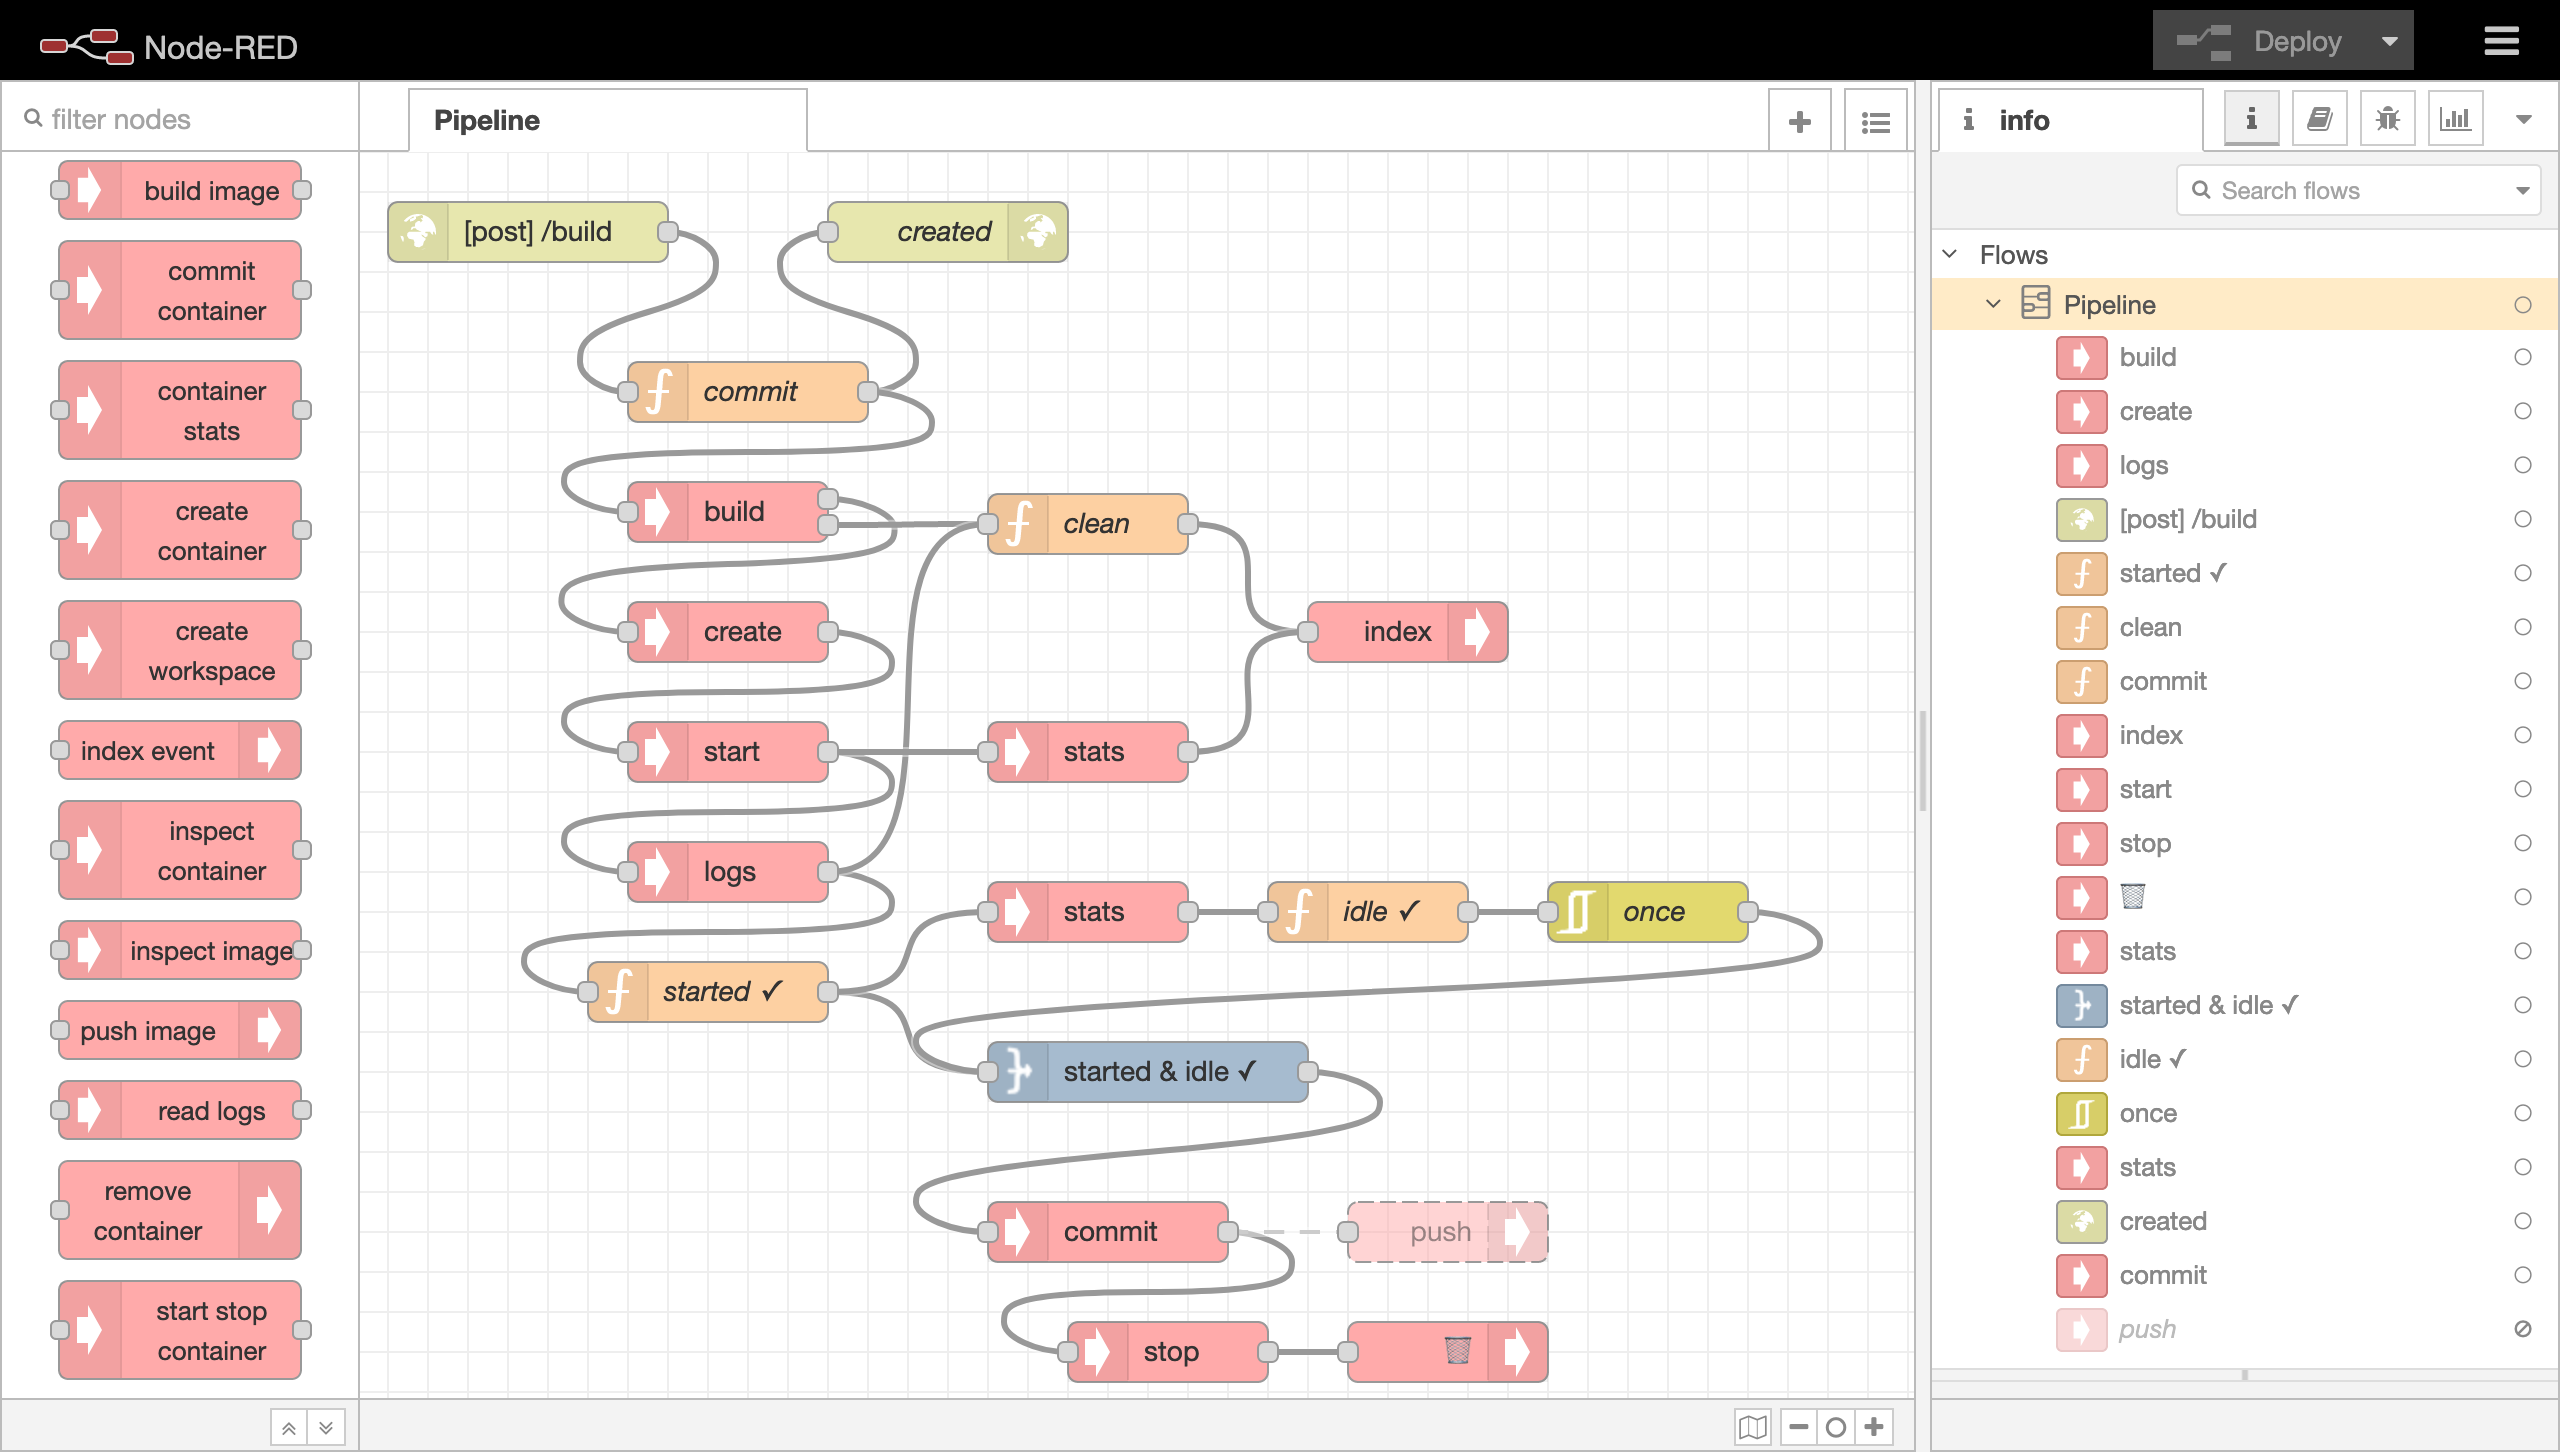 Node-RED
Deploy
filter nodes
build image
commit
container
container
stats
create
container
create
workspace
index event
inspect
container
inspect image
push image
read logs
remove
container
start stop
container
Pipeline
[post] /build
created
commit
build
clean
create
index
start
stats
logs
stats
idle ✓
once
started ✓
started & idle ✓
commit
push
stop
info
Search flows
Flows
Pipeline
build
create
logs
[post] /build
started ✓
clean
commit
index
start
stop
stats
started & idle ✓
idle ✓
once
stats
created
commit
push